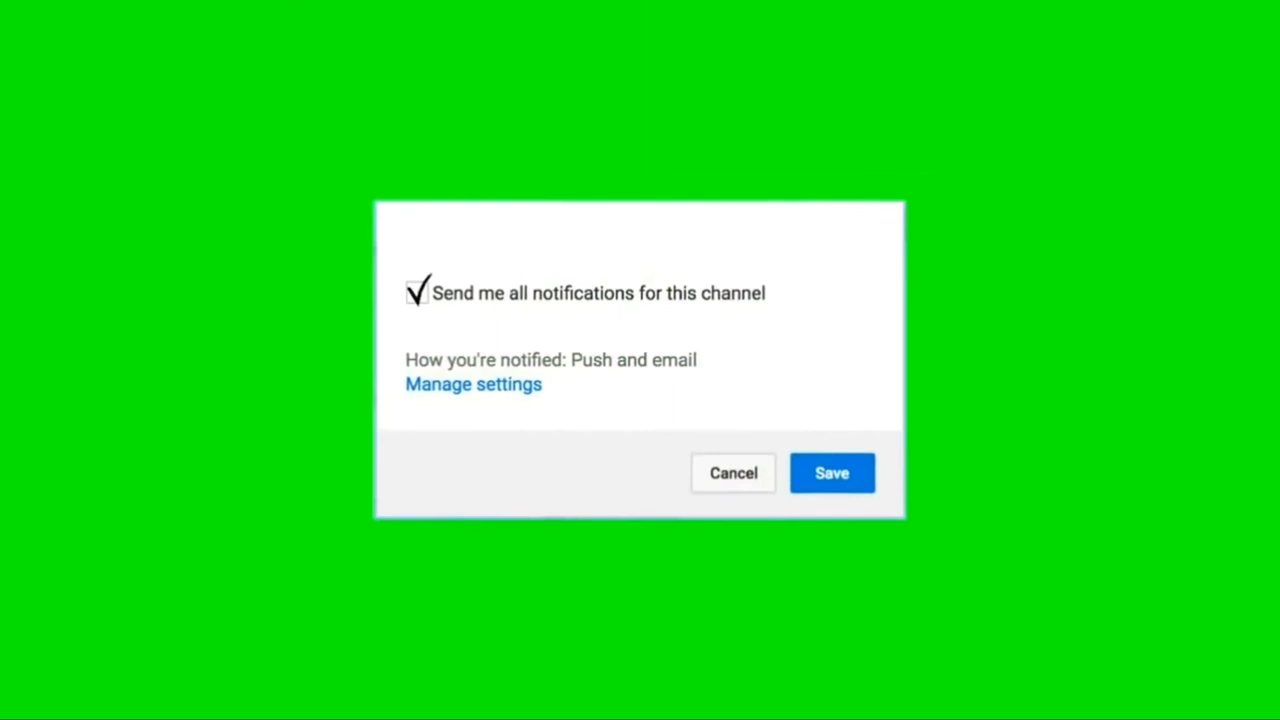 Send me all notifications for this channel
How you're notified: Push and email
Manage settings
Cancel
Save